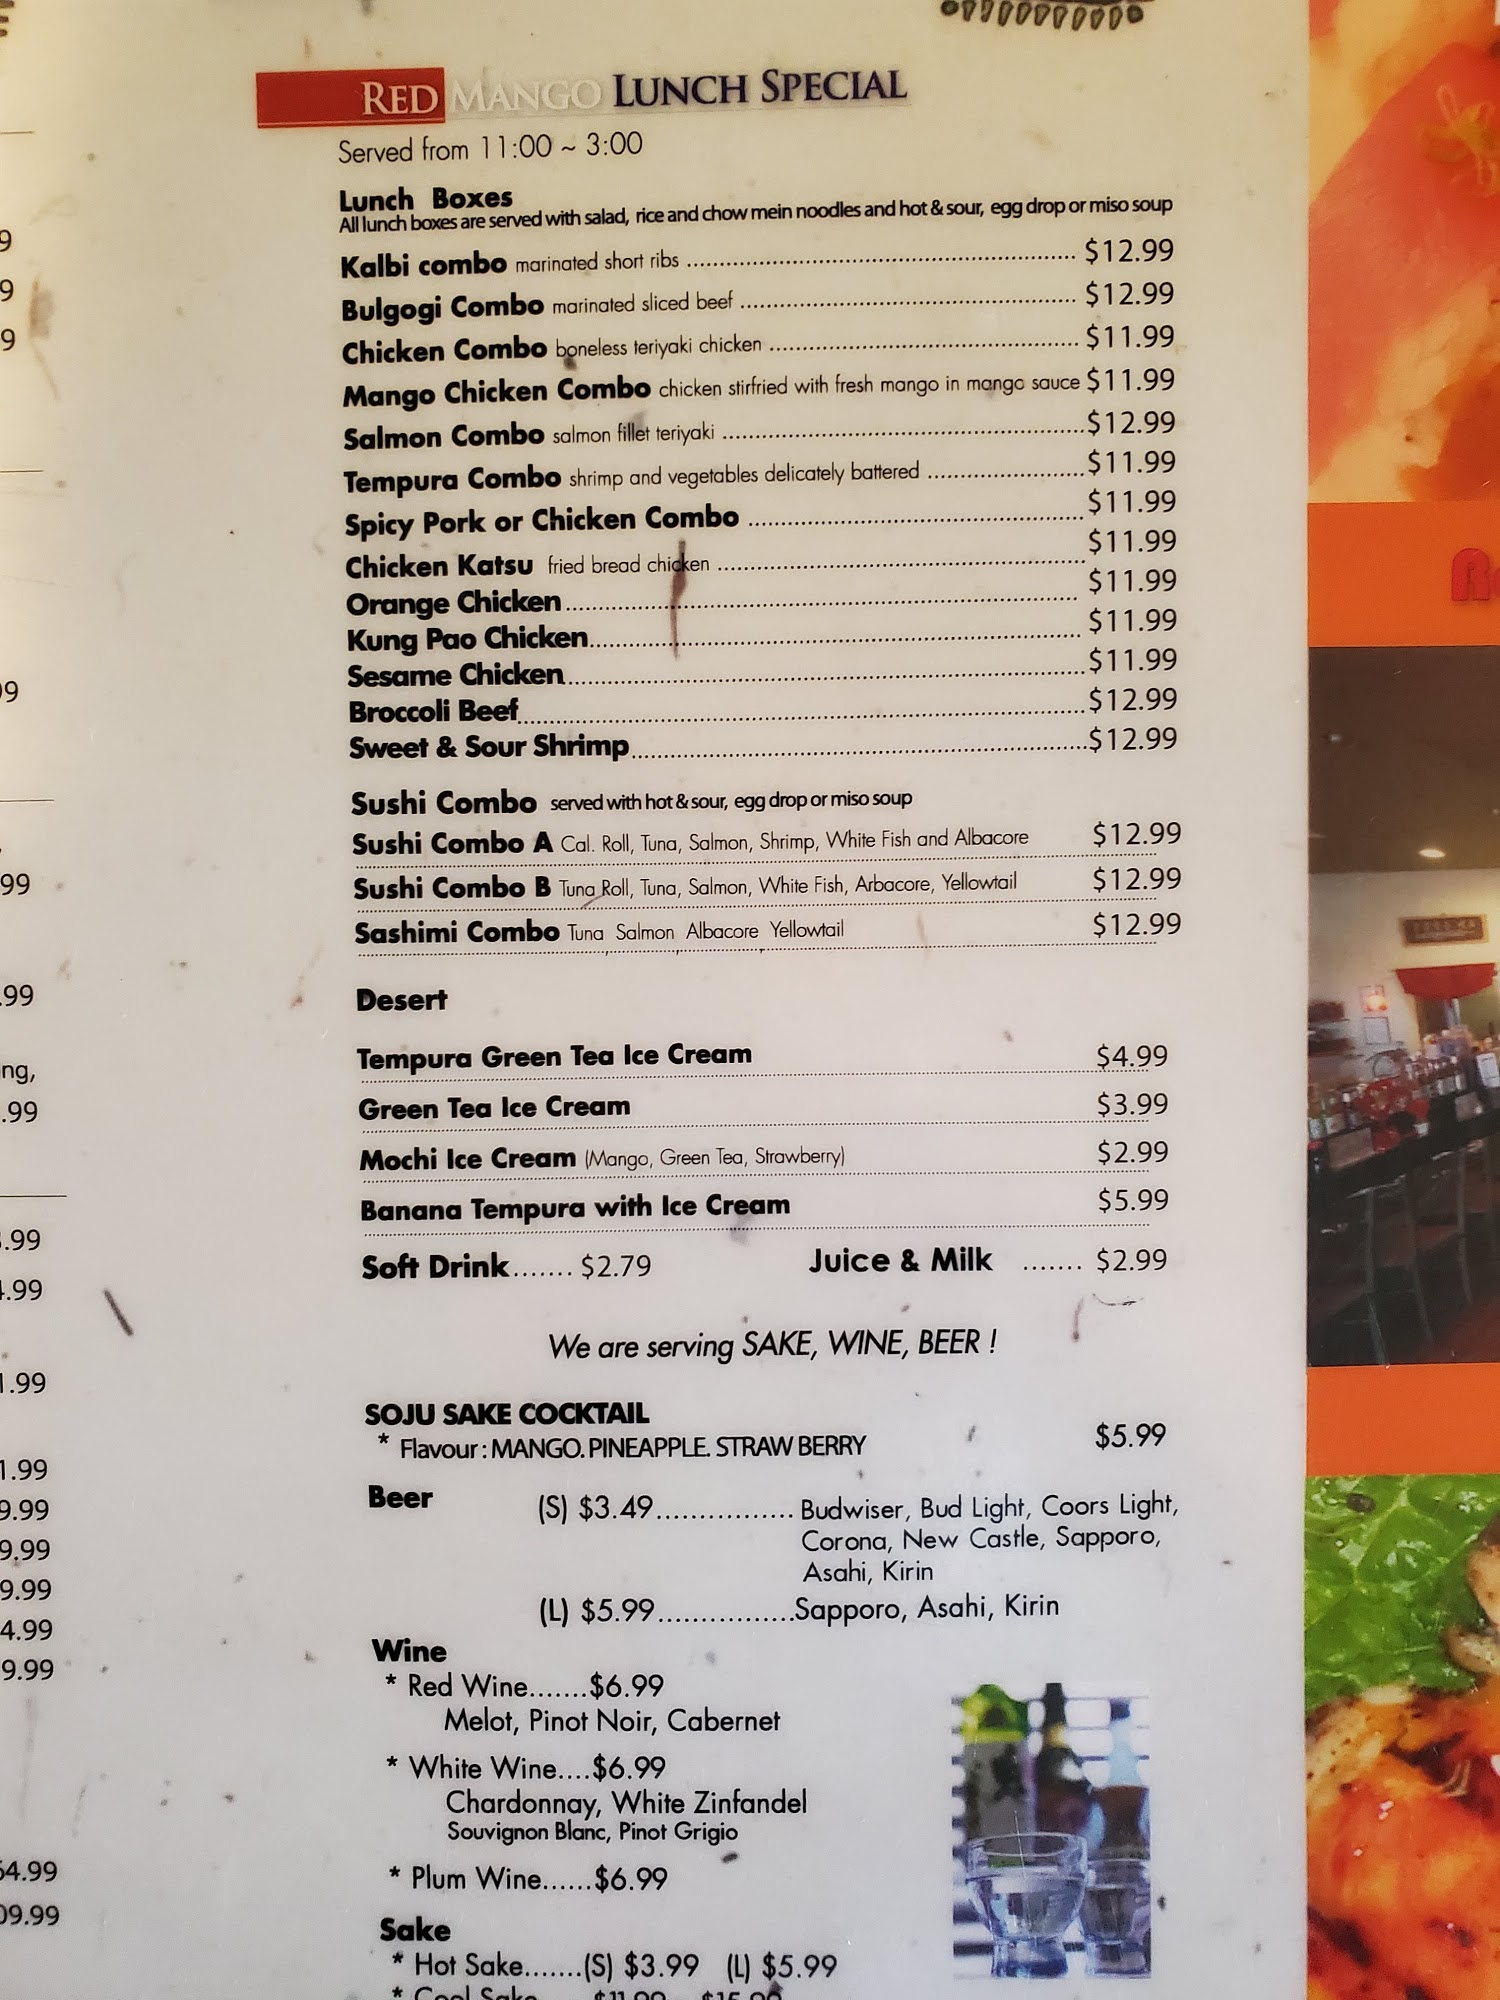 RED MANGO LUNCH SPECIAL
Served from 11:00 ~ 3:00
Lunch Boxes
All lunch boxes are served with salad, rice and chow mein noodles and hot & sour, egg drop or miso soup
Kalbi combo marinated short ribs ........ $12.99
Bulgogi Combo marinated sliced beef ........ $12.99
Chicken Combo boneless teriyaki chicken ........ $11.99
Mango Chicken Combo chicken stirfried with fresh mango in mango sauce $11.99
Salmon Combo salmon fillet teriyaki ........ $12.99
Tempura Combo shrimp and vegetables delicately battered ........ $11.99
Spicy Pork or Chicken Combo ........ $11.99
Chicken Katsu fried bread chicken ........ $11.99
Orange Chicken ........ $11.99
Kung Pao Chicken ........ $11.99
Sesame Chicken ........ $11.99
Broccoli Beef ........ $12.99
Sweet & Sour Shrimp ........ $12.99
Sushi Combo served with hot & sour, egg drop or miso soup
Sushi Combo A Cal. Roll, Tuna, Salmon, Shrimp, White Fish and Albacore $12.99
Sushi Combo B Tuna Roll, Tuna, Salmon, White Fish, Arbacore, Yellowtail $12.99
Sashimi Combo Tuna Salmon Albacore Yellowtail $12.99
Desert
Tempura Green Tea Ice Cream $4.99
Green Tea Ice Cream $3.99
Mochi Ice Cream (Mango, Green Tea, Strawberry) $2.99
Banana Tempura with Ice Cream $5.99
Soft Drink....... $2.79 Juice & Milk ....... $2.99
We are serving SAKE, WINE, BEER !
SOJU SAKE COCKTAIL
* Flavour : MANGO. PINEAPPLE. STRAW BERRY $5.99
Beer (S) $3.49................ Budwiser, Bud Light, Coors Light,
Corona, New Castle, Sapporo,
Asahi, Kirin
(L) $5.99................Sapporo, Asahi, Kirin
Wine
* Red Wine.......$6.99
Melot, Pinot Noir, Cabernet
* White Wine....$6.99
Chardonnay, White Zinfandel
Souvignon Blanc, Pinot Grigio
* Plum Wine......$6.99
Sake
* Hot Sake.......(S) $3.99 (L) $5.99
* Cool Sake